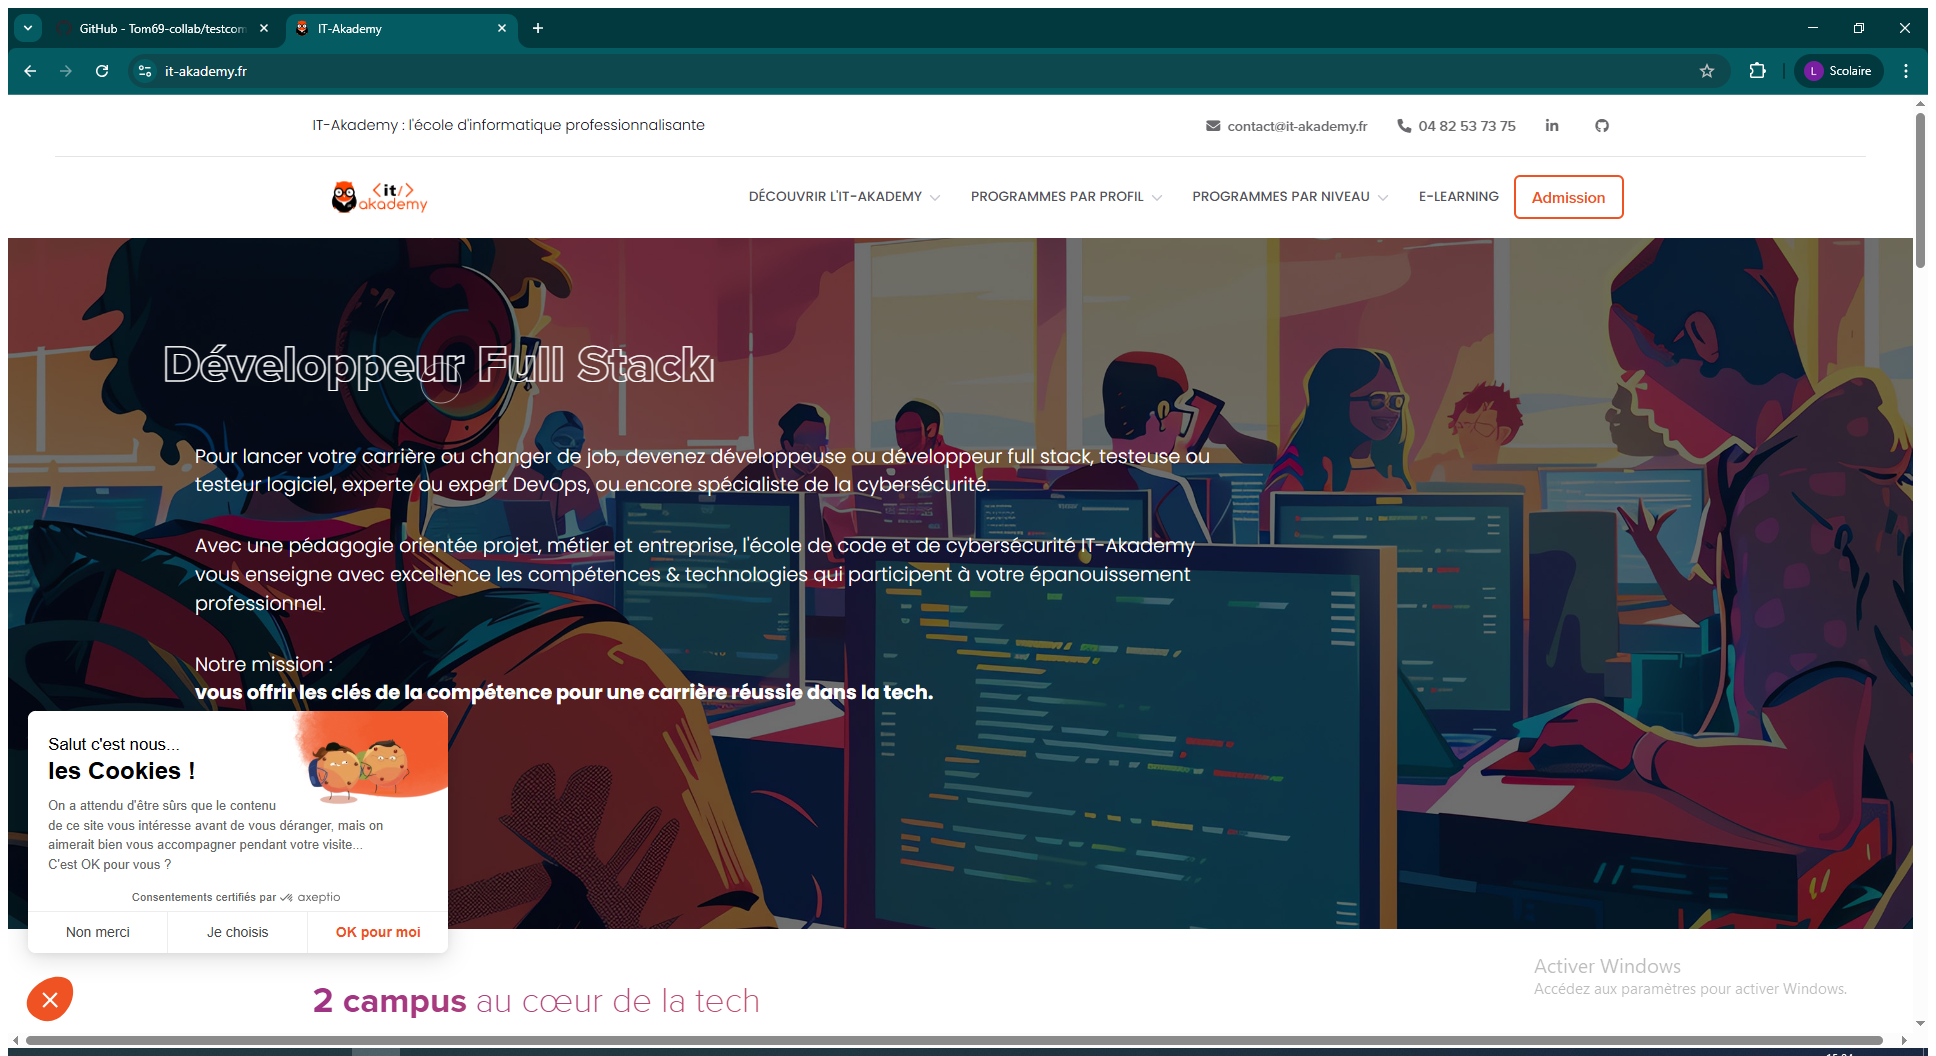 GitHub - Tom69-collab/testcom
IT-Akademy
it-akademy.fr
L Scolaire
IT-Akademy : l'école d'informatique professionnalisante
contact@it-akademy.fr
04 82 53 73 75
<it/>
akademy
DÉCOUVRIR L'IT-AKADEMY
PROGRAMMES PAR PROFIL
PROGRAMMES PAR NIVEAU
E-LEARNING
Admission
Développeur Full Stack
Pour lancer votre carrière ou changer de job, devenez développeuse ou développeur full stack, testeuse ou
testeur logiciel, experte ou expert DevOps, ou encore spécialiste de la cybersécurité.
Avec une pédagogie orientée projet, métier et entreprise, l'école de code et de cybersécurité IT-Akademy
vous enseigne avec excellence les compétences & technologies qui participent à votre épanouissement
professionnel.
Notre mission :
vous offrir les clés de la compétence pour une carrière réussie dans la tech.
Salut c'est nous...
les Cookies !
On a attendu d'être sûrs que le contenu
de ce site vous intéresse avant de vous déranger, mais on
aimerait bien vous accompagner pendant votre visite...
C'est OK pour vous ?
Consentements certifiés par axeptio
Non merci
Je choisis
OK pour moi
2 campus au cœur de la tech
Activer Windows
Accédez aux paramètres pour activer Windows.